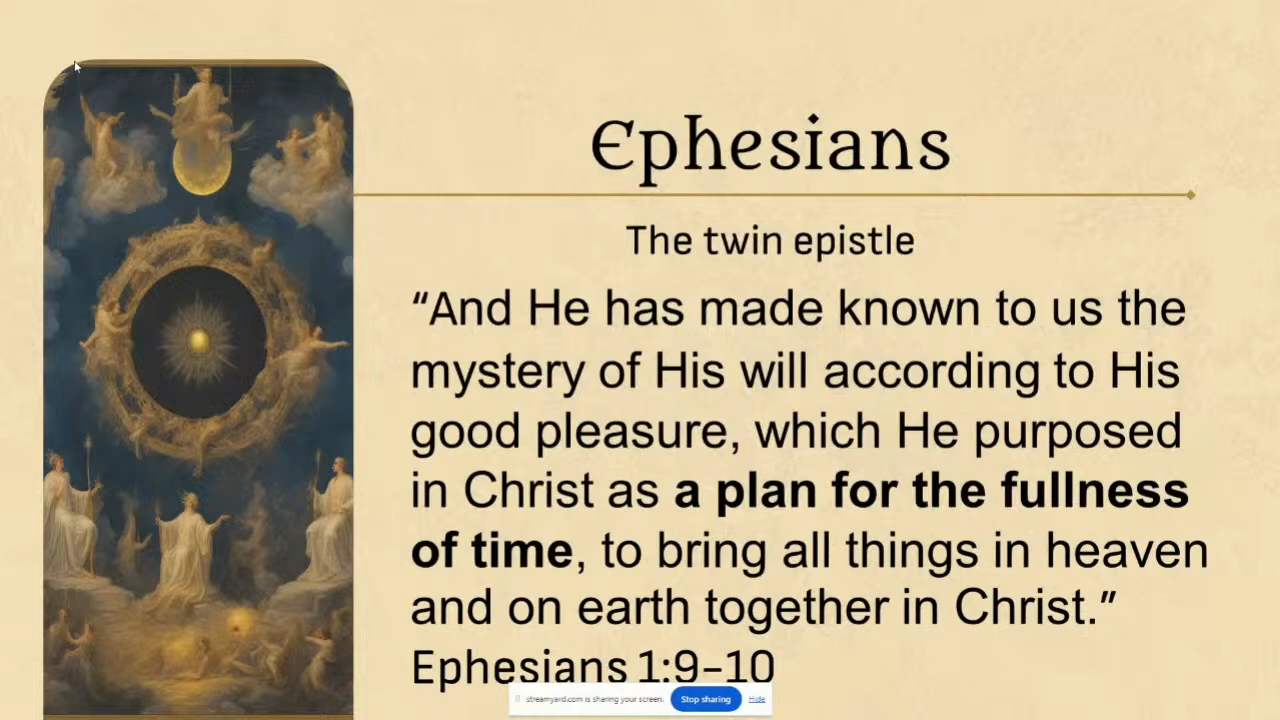 Ephesians
The twin epistle
“And He has made known to us the
mystery of His will according to His
good pleasure, which He purposed
in Christ as a plan for the fullness
of time, to bring all things in heaven
and on earth together in Christ.”
Ephesians 1:9–10
streamyard.com is sharing your screen. Stop sharing Hide